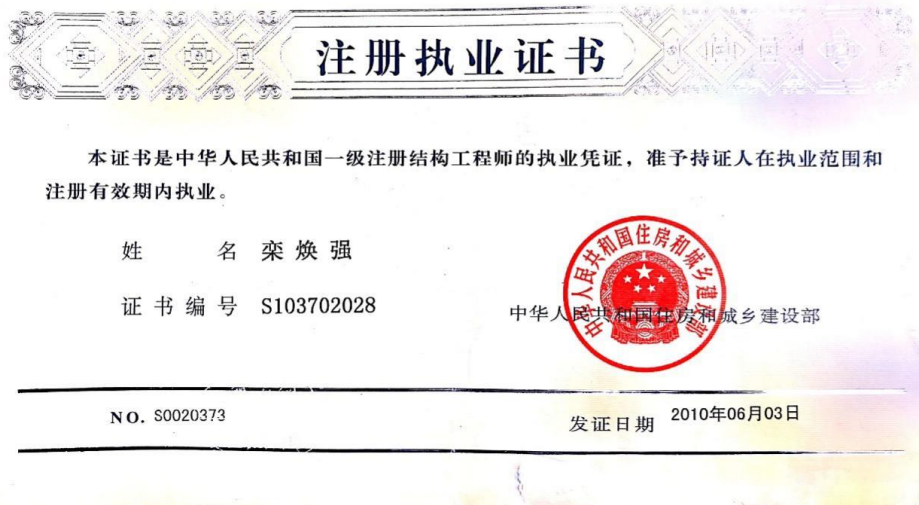 注册执业证书
本证书是中华人民共和国一级注册结构工程师的执业凭证，准予持证人在执业范围和
注册有效期内执业。
姓 名 栾焕强
证书编号 S103702028
中华人民共和国住房和城乡建设部
中华人民共和国住房和城乡建设部
NO. S0020373
发证日期 2010年06月03日